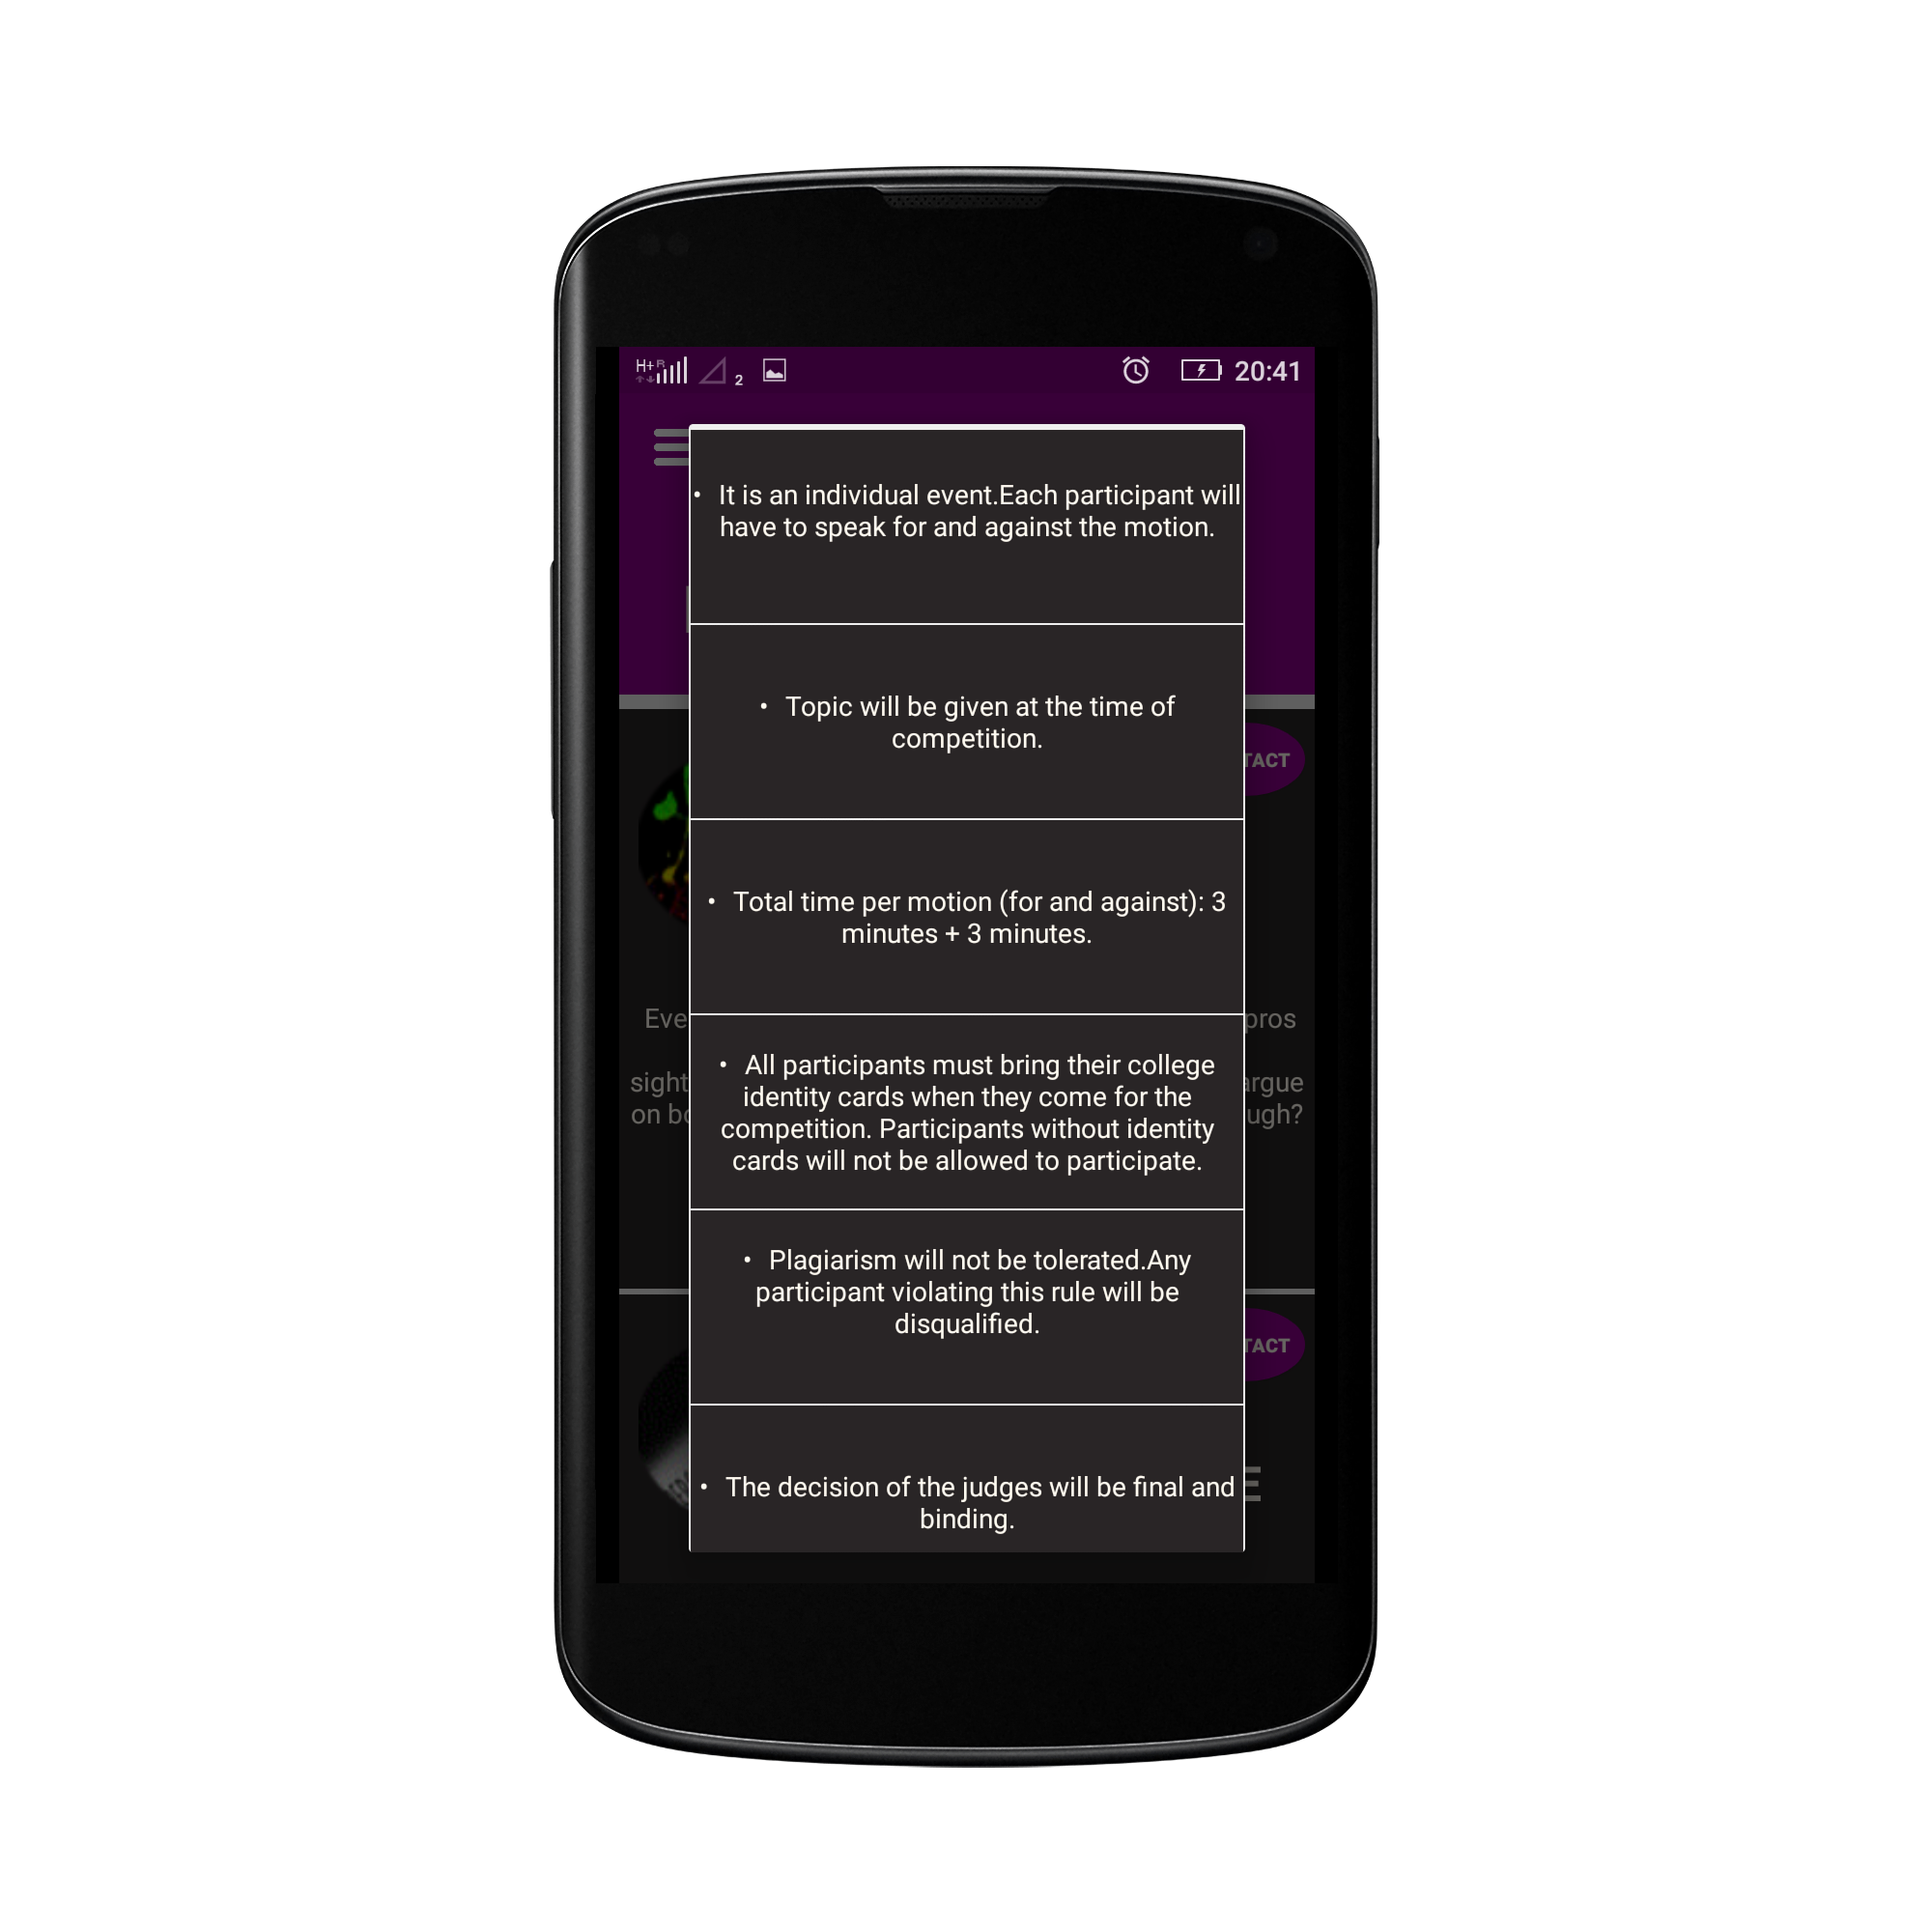 H+ R 2 20:41
• It is an individual event.Each participant will
have to speak for and against the motion.
• Topic will be given at the time of
competition.
TACT
• Total time per motion (for and against): 3
minutes + 3 minutes.
Eve pros
sight argue
on bo ugh?
• All participants must bring their college
identity cards when they come for the
competition. Participants without identity
cards will not be allowed to participate.
• Plagiarism will not be tolerated.Any
participant violating this rule will be
disqualified.
TACT
E
• The decision of the judges will be final and
binding.